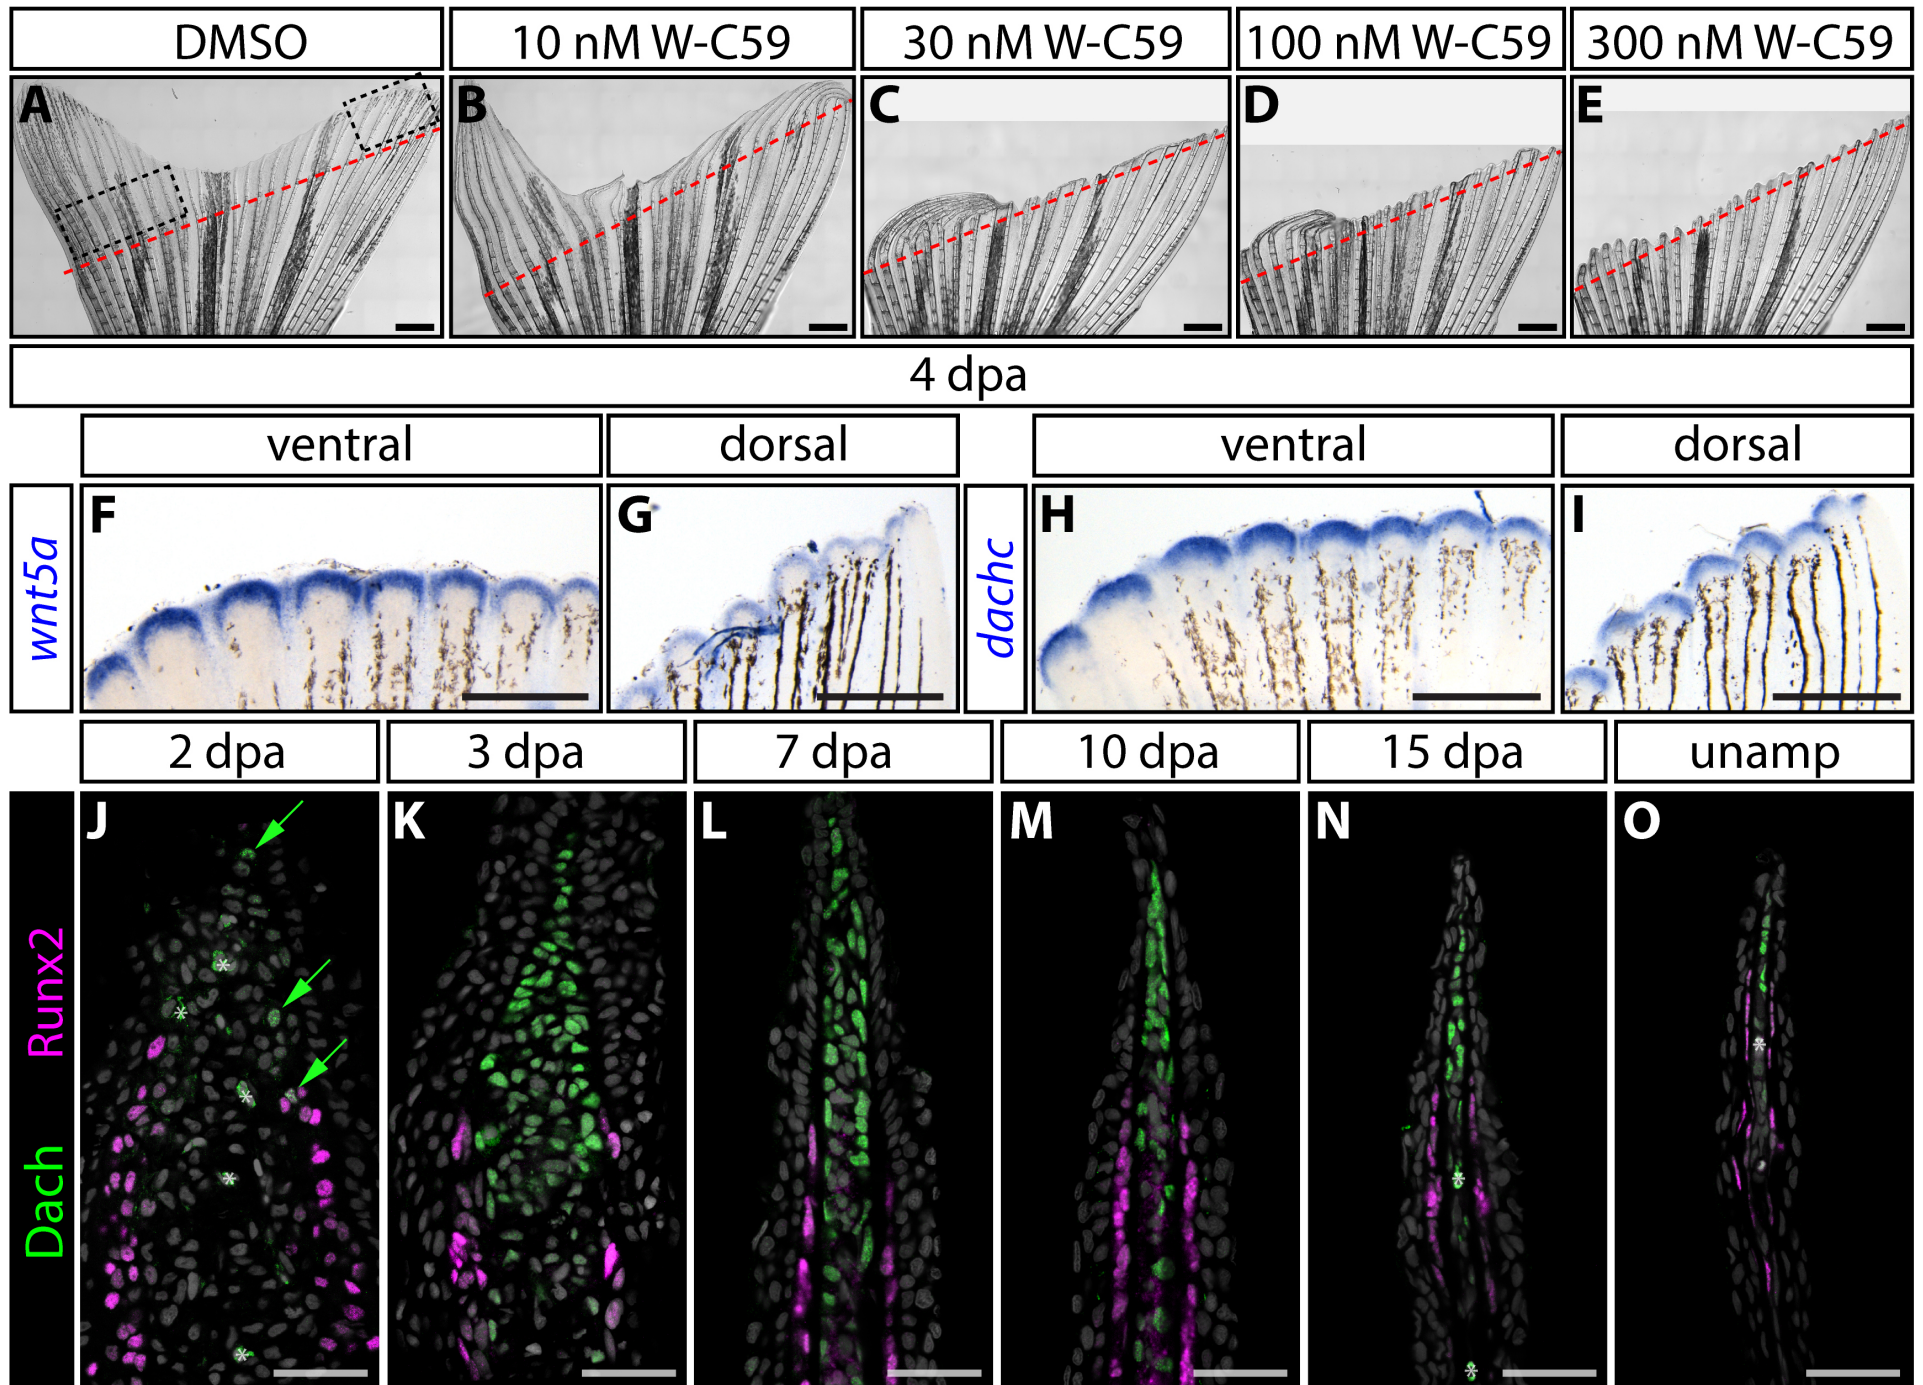 DMSO
10 nM W-C59
30 nM W-C59
100 nM W-C59
300 nM W-C59
A
B
C
D
E
4 dpa
ventral
dorsal
ventral
dorsal
wnt5a
F
G
dachc
H
I
2 dpa
3 dpa
7 dpa
10 dpa
15 dpa
unamp
Dach Runx2
J
*
*
*
*
*
K
L
M
N
*
*
O
*